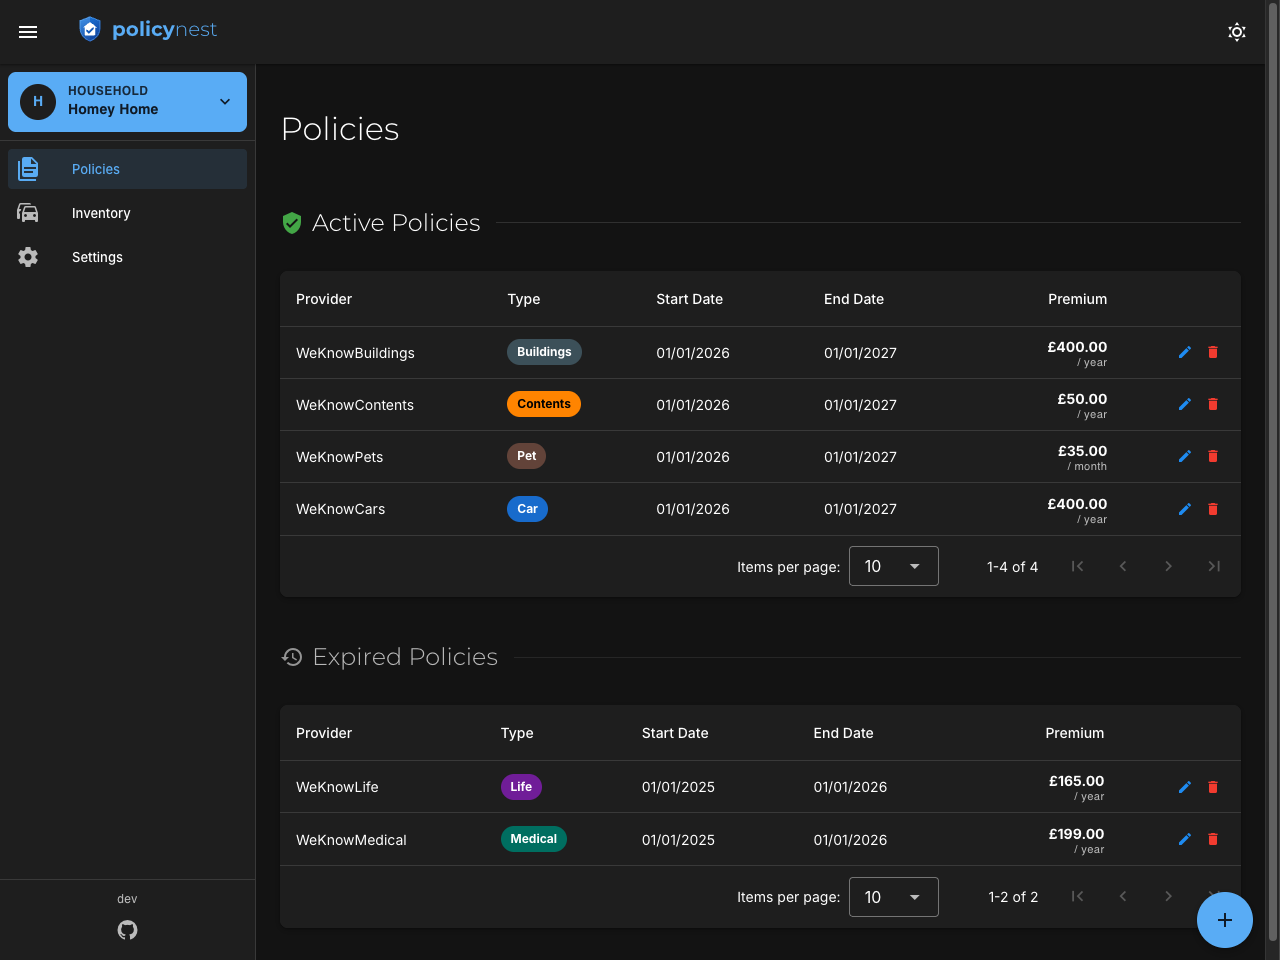 policynest
H
HOUSEHOLD
Homey Home
Policies
Inventory
Settings
dev
Policies
Active Policies
Provider Type Start Date End Date Premium
WeKnowBuildings Buildings 01/01/2026 01/01/2027 £400.00
/ year
WeKnowContents Contents 01/01/2026 01/01/2027 £50.00
/ year
WeKnowPets Pet 01/01/2026 01/01/2027 £35.00
/ month
WeKnowCars Car 01/01/2026 01/01/2027 £400.00
/ year
Items per page: 10 1-4 of 4
Expired Policies
Provider Type Start Date End Date Premium
WeKnowLife Life 01/01/2025 01/01/2026 £165.00
/ year
WeKnowMedical Medical 01/01/2025 01/01/2026 £199.00
/ year
Items per page: 10 1-2 of 2